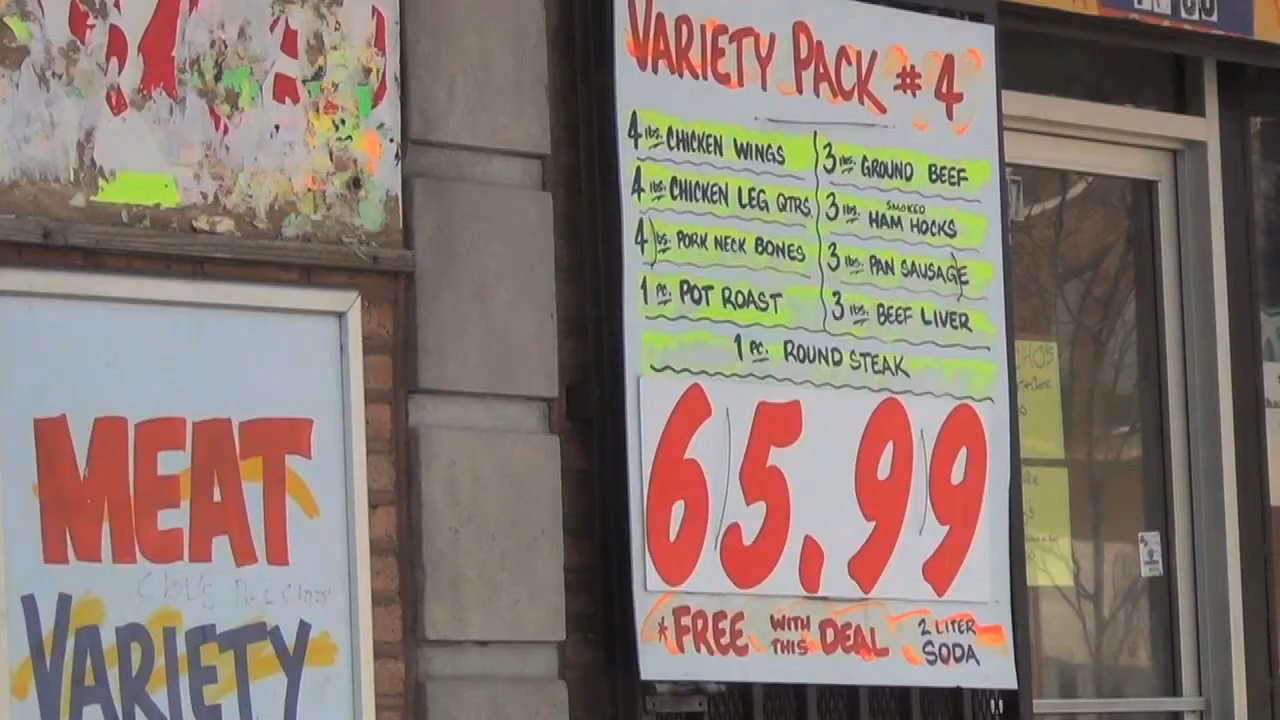 VARIETY PACK #4
4 lbs. CHICKEN WINGS
4 lbs. CHICKEN LEG QTRS.
4 lbs. PORK NECK BONES
1 PC. POT ROAST
3 lbs. GROUND BEEF
3 lbs. SMOKED HAM HOCKS
3 lbs. PAN SAUSAGE
3 lbs. BEEF LIVER
1 PC. ROUND STEAK
65.99
*FREE WITH THIS DEAL 2 LITER SODA
MEAT
VARIETY